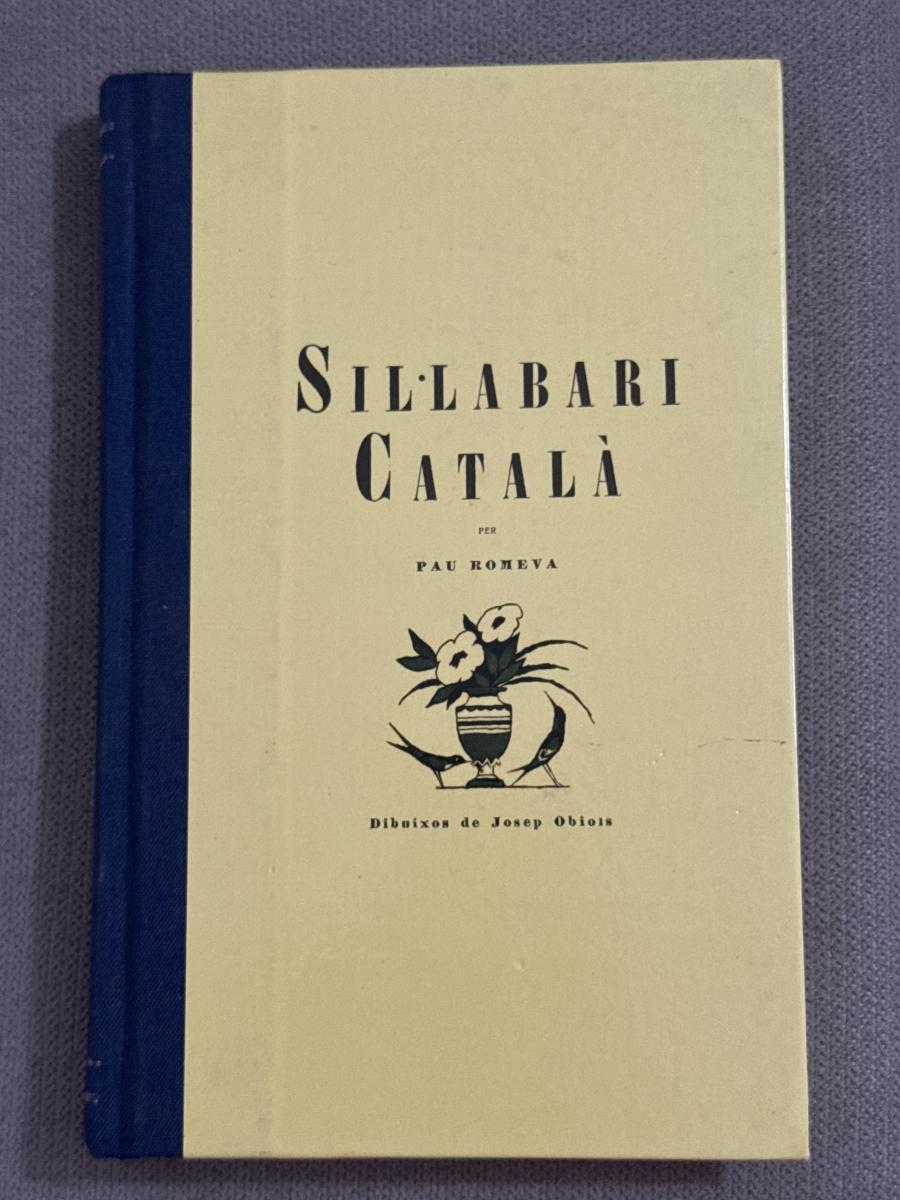 SIL·LABARI
CATALÀ
PER
PAU ROMEVA
Dibuixos de Josep Obiols